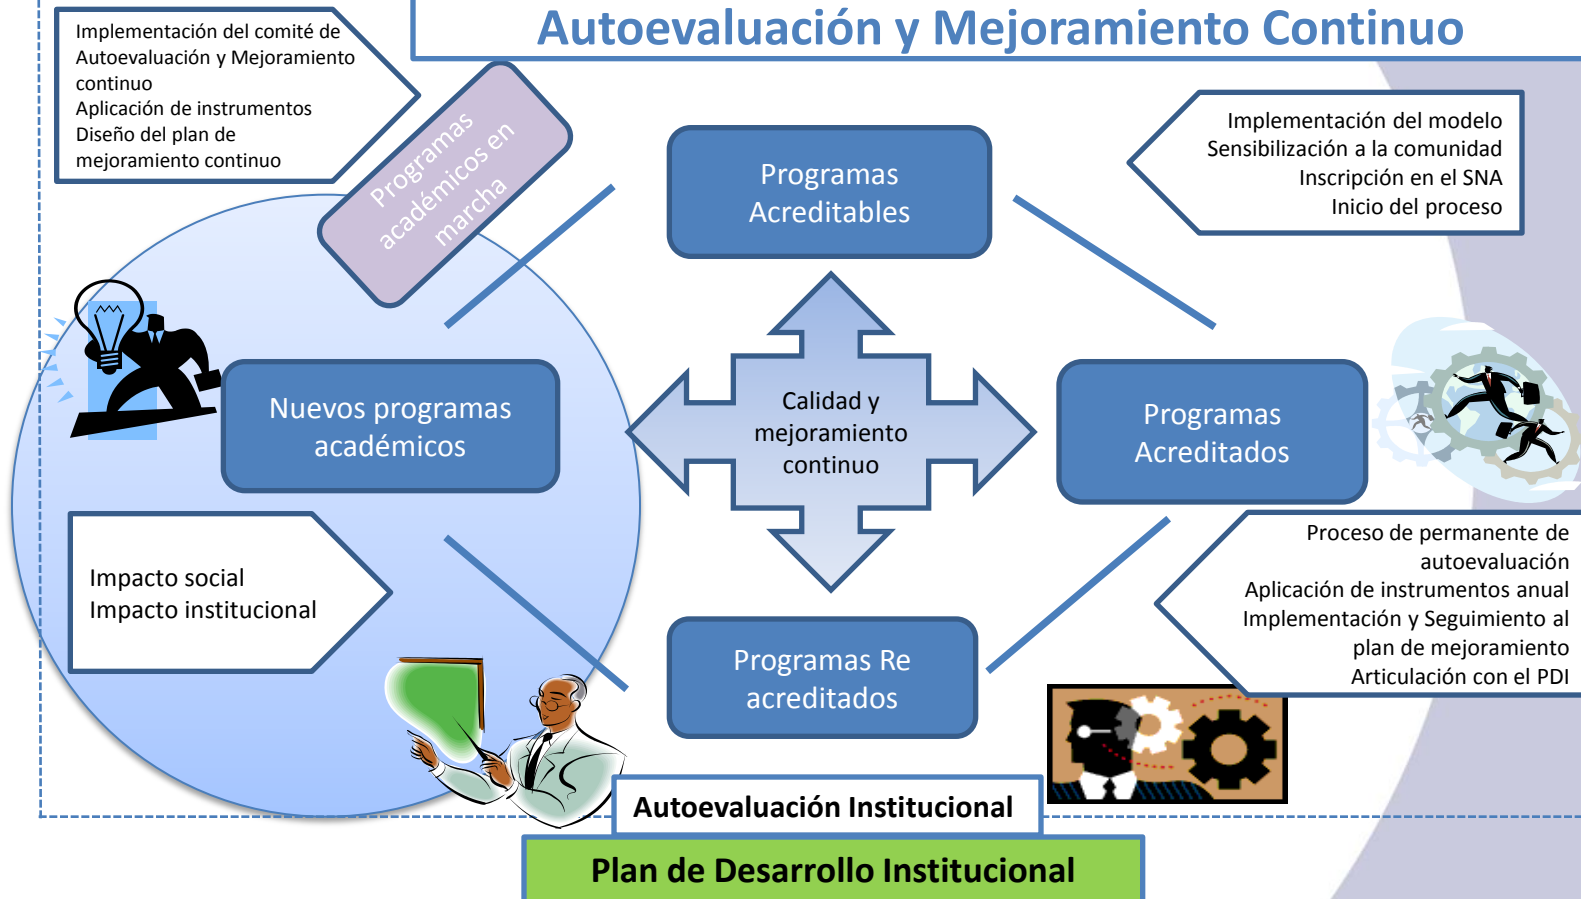 Autoevaluación y Mejoramiento Continuo
Implementación del comité de
Autoevaluación y Mejoramiento
continuo
Aplicación de instrumentos
Diseño del plan de
mejoramiento continuo
Programas
académicos en
marcha
Programas
Acreditables
Implementación del modelo
Sensibilización a la comunidad
Inscripción en el SNA
Inicio del proceso
Nuevos programas
académicos
Calidad y
mejoramiento
continuo
Programas
Acreditados
Impacto social
Impacto institucional
Programas Re
acreditados
Proceso de permanente de
autoevaluación
Aplicación de instrumentos anual
Implementación y Seguimiento al
plan de mejoramiento
Articulación con el PDI
Autoevaluación Institucional
Plan de Desarrollo Institucional